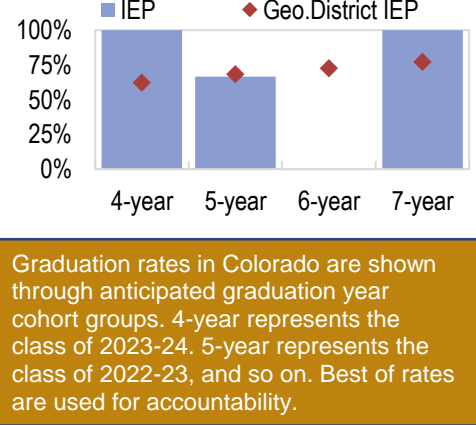 IEP Geo.District IEP
100%
75%
50%
25%
0%
4-year 5-year 6-year 7-year
Graduation rates in Colorado are shown
through anticipated graduation year
cohort groups. 4-year represents the
class of 2023-24. 5-year represents the
class of 2022-23, and so on. Best of rates
are used for accountability.